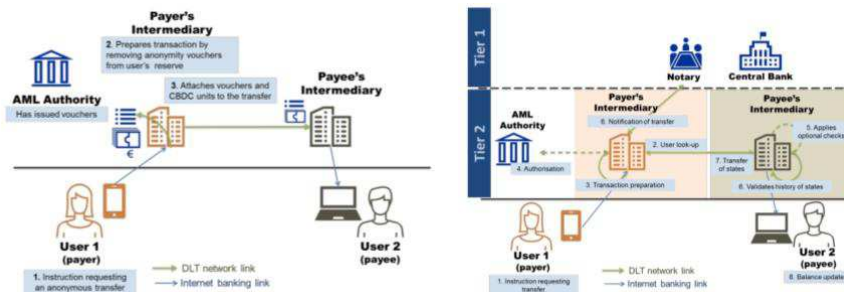 Payer's
Intermediary
2. Prepares transaction by
removing anonymity vouchers
from user's reserve
3. Attaches vouchers and
CBDC units to the transfer
Payee's
Intermediary
AML Authority
Has issued vouchers
€
User 1
(payer)
User 2
(payee)
1. Instruction requesting
an anonymous transfer
DLT network link
Internet banking link
Tier 1
Notary
Central Bank
Tier 2
Payer's
Intermediary
Payee's
Intermediary
AML
Authority
6. Notification of transfer
5. Applies
optional checks
2. User look-up
7. Transfer
of states
4. Authorisation
3. Transaction preparation
8. Validates history of states
User 1
(payer)
User 2
(payee)
1. Instruction requesting
transfer
DLT network link
Internet banking link
Balance update